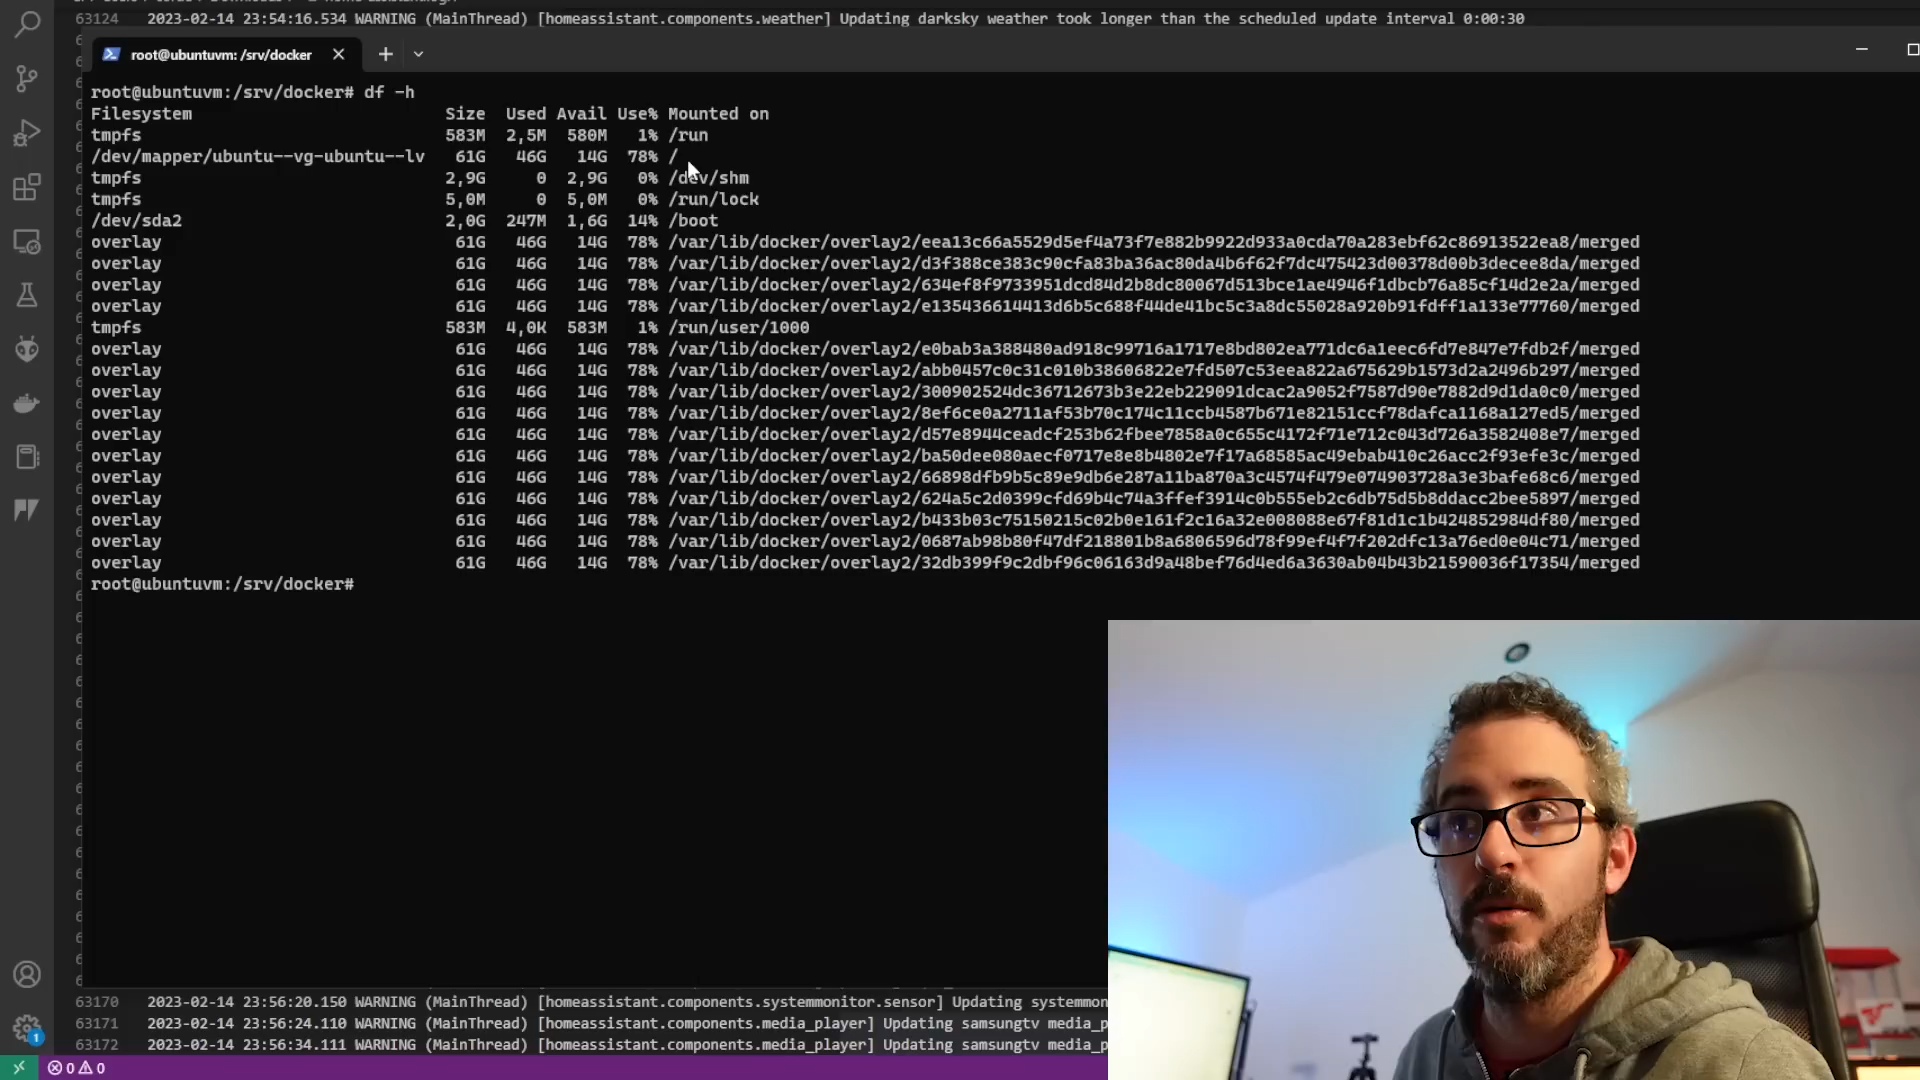 63124 2023-02-14 23:54:16.534 WARNING (MainThread) [homeassistant.components.weather] Updating darksky weather took longer than the scheduled update interval 0:00:30
root@ubuntuvm: /srv/docker
root@ubuntuvm:/srv/docker# df -h
Filesystem Size Used Avail Use% Mounted on
tmpfs 583M 2,5M 580M 1% /run
/dev/mapper/ubuntu--vg-ubuntu--lv 61G 46G 14G 78% /
tmpfs 2,9G 0 2,9G 0% /dev/shm
tmpfs 5,0M 0 5,0M 0% /run/lock
/dev/sda2 2,0G 247M 1,6G 14% /boot
overlay 61G 46G 14G 78% /var/lib/docker/overlay2/eea13c66a5529d5ef4a73f7e882b9922d933a0cda70a283ebf62c86913522ea8/merged
overlay 61G 46G 14G 78% /var/lib/docker/overlay2/d3f388ce383c90cfa83ba36ac80da4b6f62f7dc475423d00378d00b3decee8da/merged
overlay 61G 46G 14G 78% /var/lib/docker/overlay2/634ef8f9733951dcd84d2b8dc80067d513bce1ae4946f1dbcb76a85cf14d2e2a/merged
overlay 61G 46G 14G 78% /var/lib/docker/overlay2/e135436614413d6b5c688f44de41bc5c3a8dc55028a920b91fdff1a133e77760/merged
tmpfs 583M 4,0K 583M 1% /run/user/1000
overlay 61G 46G 14G 78% /var/lib/docker/overlay2/e0bab3a388480ad918c99716a1717e8bd802ea771dc6a1eec6fd7e847e7fdb2f/merged
overlay 61G 46G 14G 78% /var/lib/docker/overlay2/abb0457c0c31c010b38606822e7fd507c53eea822a675629b1573d2a2496b297/merged
overlay 61G 46G 14G 78% /var/lib/docker/overlay2/300902524dc36712673b3e22eb229091dcac2a9052f7587d90e7882d9d1da0c0/merged
overlay 61G 46G 14G 78% /var/lib/docker/overlay2/8ef6ce0a2711af53b70c174c11ccb4587b671e82151ccf78dafca1168a127ed5/merged
overlay 61G 46G 14G 78% /var/lib/docker/overlay2/d57e8944ceadcf253b62fbee7858a0c655c4172f71e712c043d726a3582408e7/merged
overlay 61G 46G 14G 78% /var/lib/docker/overlay2/ba50dee080aecf0717e8e8b4802e7f17a68585ac49ebab410c26acc2f93efe3c/merged
overlay 61G 46G 14G 78% /var/lib/docker/overlay2/66898dfb9b5c89e9db6e287a11ba870a3c4574f479e074903728a3e3bafe68c6/merged
overlay 61G 46G 14G 78% /var/lib/docker/overlay2/624a5c2d0399cfd69b4c74a3ffef3914c0b555eb2c6db75d5b8ddacc2bee5897/merged
overlay 61G 46G 14G 78% /var/lib/docker/overlay2/b433b03c75150215c02b0e161f2c16a32e008088e67f81d1c1b424852984df80/merged
overlay 61G 46G 14G 78% /var/lib/docker/overlay2/0687ab98b80f47df218801b8a6806596d78f99ef4f7f202dfc13a76ed0e04c71/merged
overlay 61G 46G 14G 78% /var/lib/docker/overlay2/32db399f9c2dbf96c06163d9a48bef76d4ed6a3630ab04b43b21590036f17354/merged
root@ubuntuvm:/srv/docker#
63170 2023-02-14 23:56:20.150 WARNING (MainThread) [homeassistant.components.systemmonitor.sensor] Updating systemmon
63171 2023-02-14 23:56:24.110 WARNING (MainThread) [homeassistant.components.media_player] Updating samsungtv media_p
63172 2023-02-14 23:56:34.111 WARNING (MainThread) [homeassistant.components.media_player] Updating samsungtv media_p
1
0 0